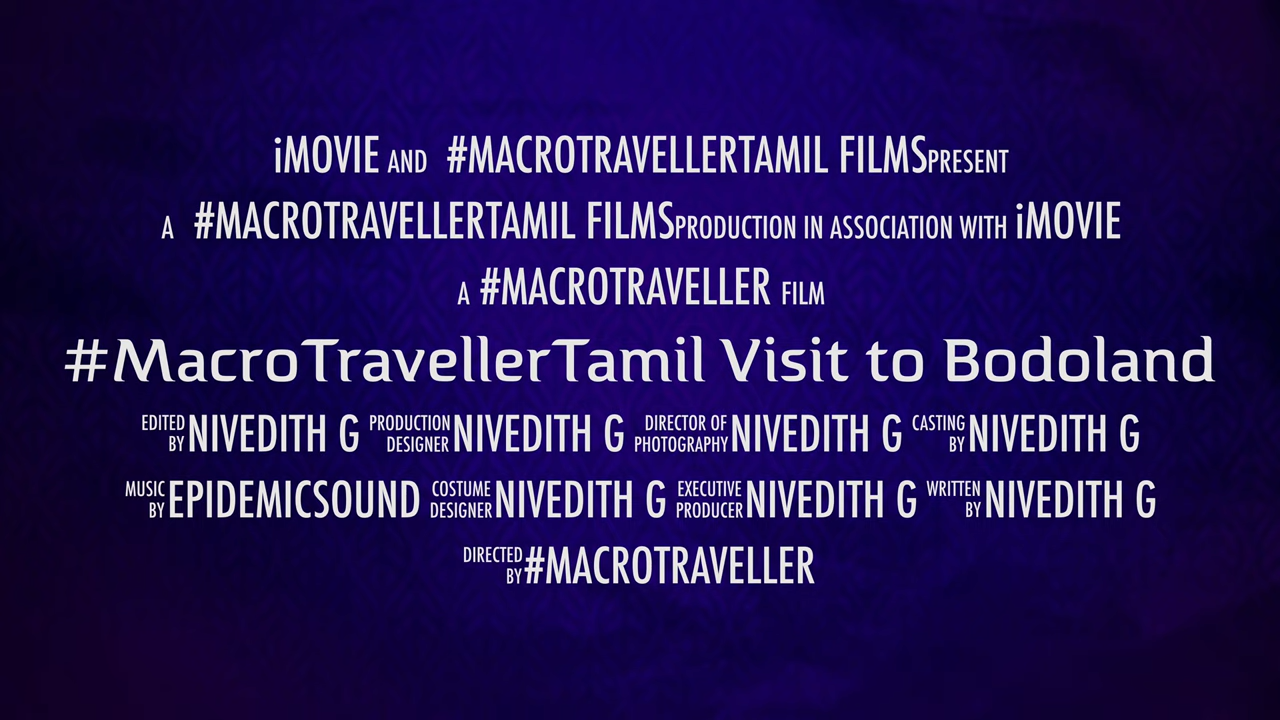 iMOVIE AND #MACROTRAVELLERTAMIL FILMSPRESENT
A #MACROTRAVELLERTAMIL FILMSPRODUCTION IN ASSOCIATION WITH iMOVIE
A #MACROTRAVELLER FILM
#MacroTravellerTamil Visit to Bodoland
EDITED BY NIVEDITH G PRODUCTION DESIGNER NIVEDITH G DIRECTOR OF PHOTOGRAPHY NIVEDITH G CASTING BY NIVEDITH G
MUSIC BY EPIDEMICSOUND COSTUME DESIGNER NIVEDITH G EXECUTIVE PRODUCER NIVEDITH G WRITTEN BY NIVEDITH G
DIRECTED BY #MACROTRAVELLER